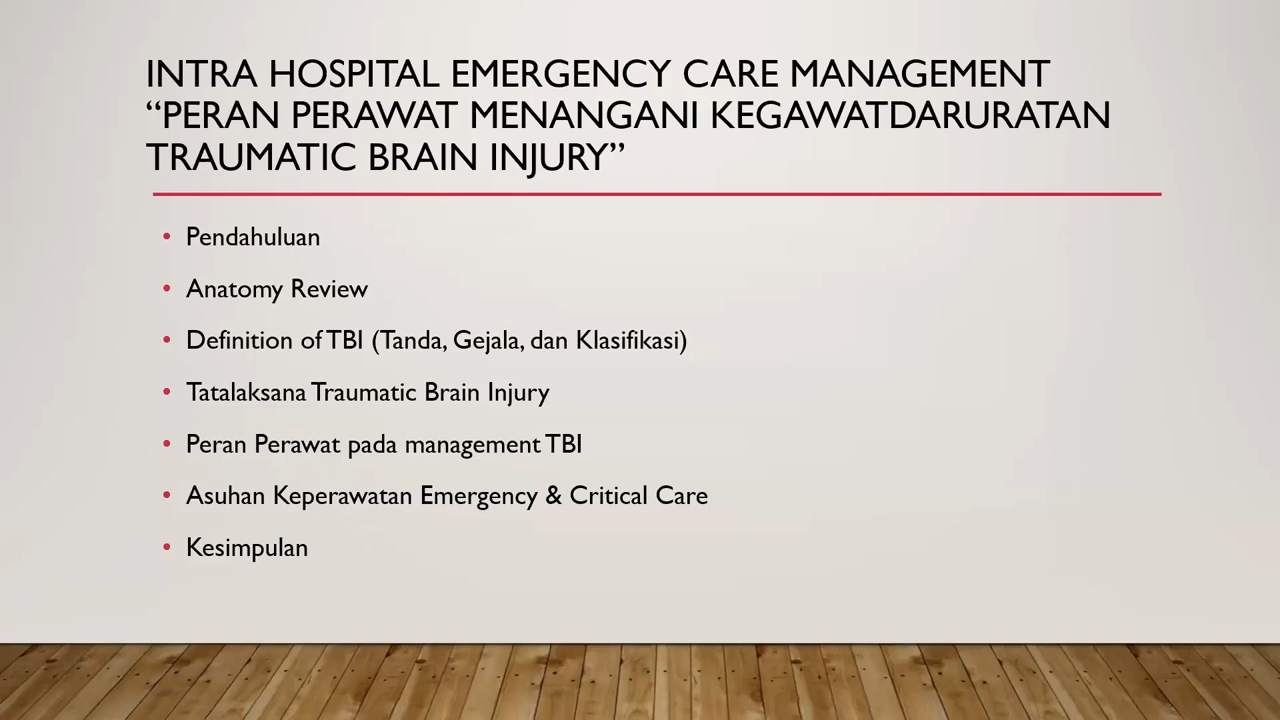 INTRA HOSPITAL EMERGENCY CARE MANAGEMENT
“PERAN PERAWAT MENANGANI KEGAWATDARURATAN
TRAUMATIC BRAIN INJURY”
• Pendahuluan
• Anatomy Review
• Definition of TBI (Tanda, Gejala, dan Klasifikasi)
• Tatalaksana Traumatic Brain Injury
• Peran Perawat pada management TBI
• Asuhan Keperawatan Emergency & Critical Care
• Kesimpulan